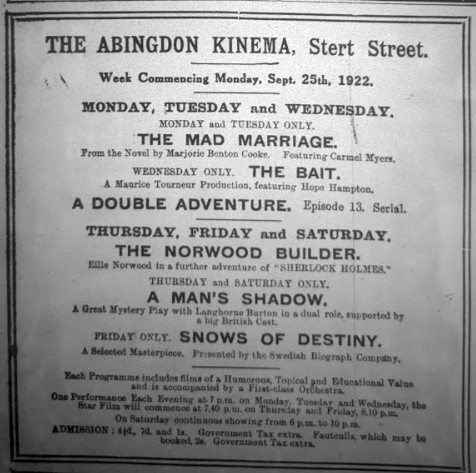 THE ABINGDON KINEMA, Stert Street.
Week Commencing Monday, Sept. 25th, 1922.
MONDAY, TUESDAY and WEDNESDAY.
MONDAY and TUESDAY ONLY.
THE MAD MARRIAGE.
From the Novel by Marjorie Benton Cooke. Featuring Carmel Myers.
WEDNESDAY ONLY. THE BAIT.
A Maurice Tourneur Production, featuring Hope Hampton.
A DOUBLE ADVENTURE. Episode 13. Serial.
THURSDAY, FRIDAY and SATURDAY.
THE NORWOOD BUILDER.
Eille Norwood in a further adventure of "SHERLOCK HOLMES."
THURSDAY and SATURDAY ONLY.
A MAN'S SHADOW.
A Great Mystery Play with Langhorne Burton in a dual role, supported by
a big British Cast.
FRIDAY ONLY. SNOWS OF DESTINY.
A Selected Masterpiece. Presented by the Swedish Biograph Company.
Each Programme includes films of a Humorous, Topical and Educational Value
and is accompanied by a First-class Orchestra.
One Performance Each Evening at 7 p.m. on Monday, Tuesday and Wednesday, the
Star Film will commence at 7.40 p.m. on Thursday and Friday, 8.10 p.m.
On Saturday continuous showing from 6 p.m. to 10 p.m.
ADMISSION: 7d. and 1s. Government Tax extra. Fauteuils, which may be
booked, 2s. Government Tax extra.